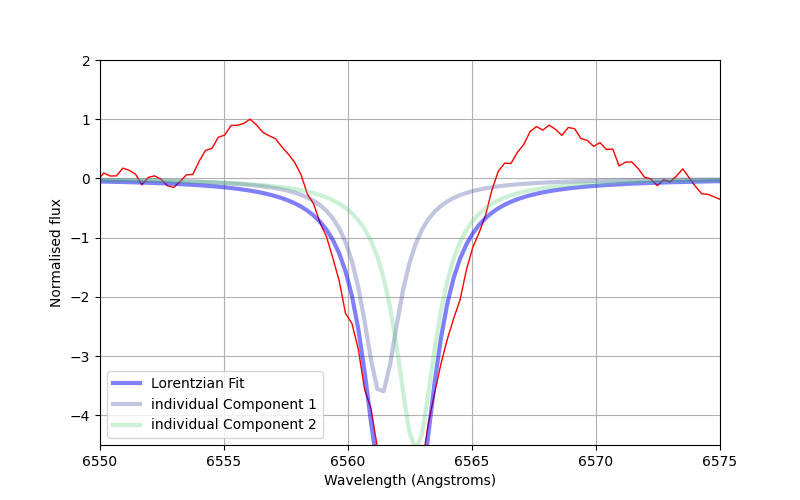 2
1
0
−1
−2
−3
−4
Normalised flux
Lorentzian Fit
individual Component 1
individual Component 2
6550 6555 6560 6565 6570 6575
Wavelength (Angstroms)